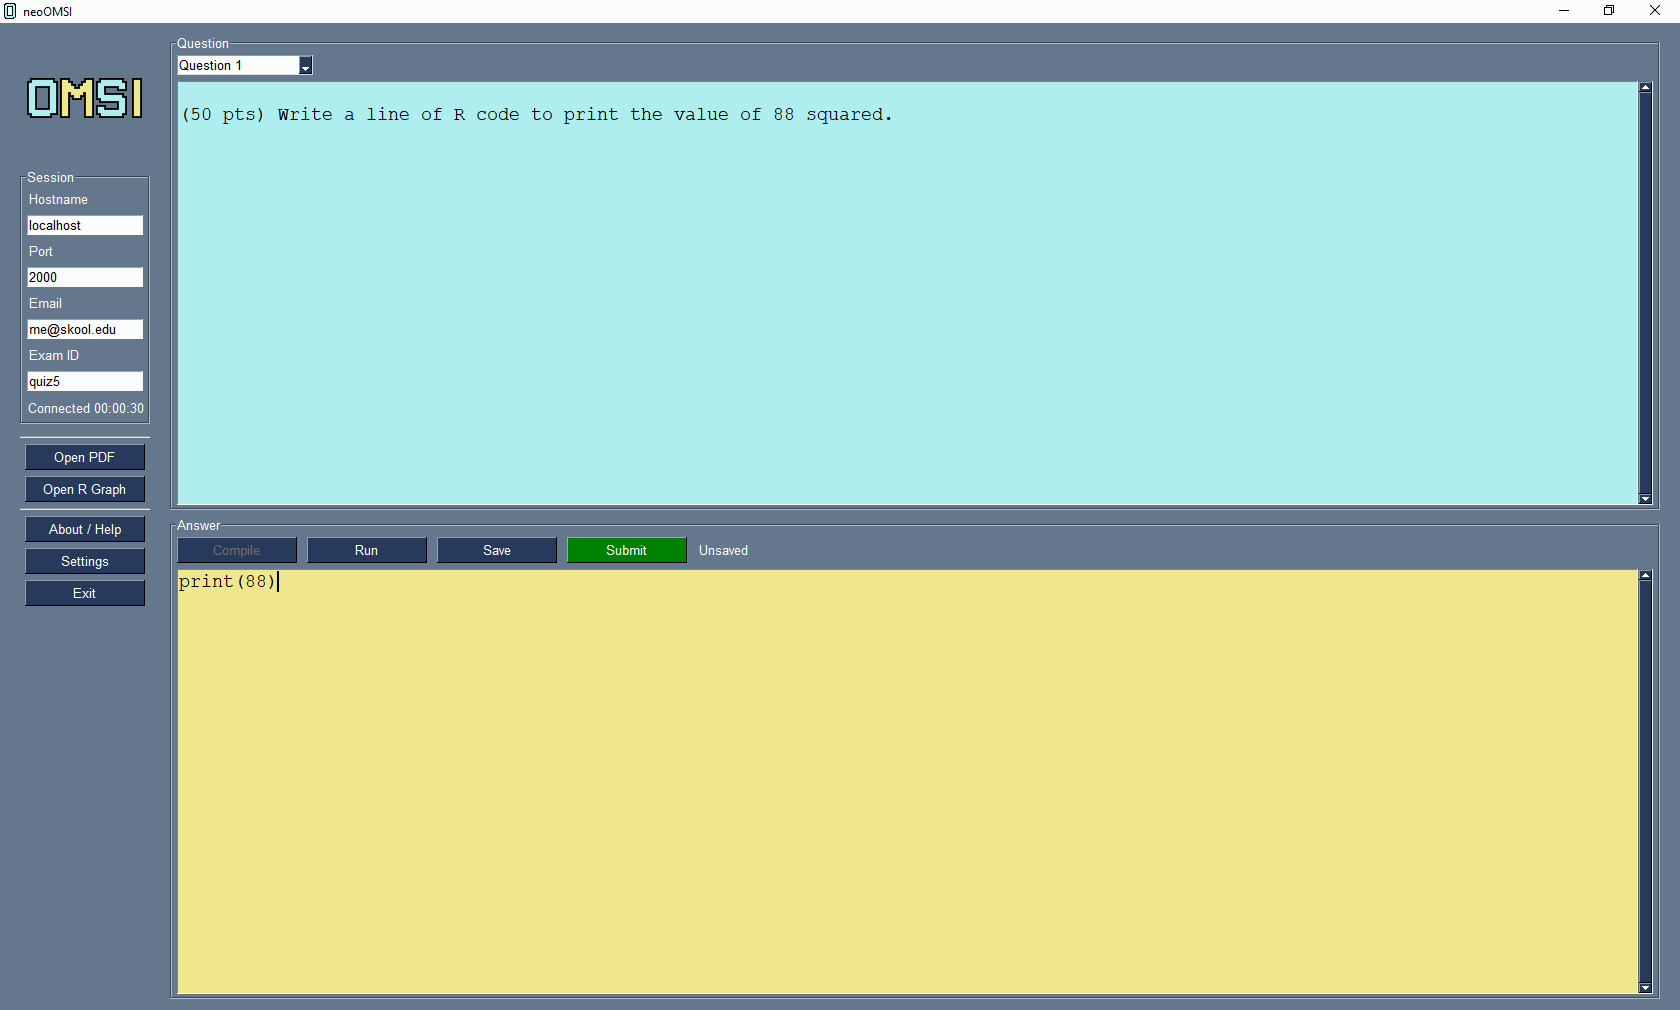 neoOMSI
OMSI
Session
Hostname
localhost
Port
2000
Email
me@skool.edu
Exam ID
quiz5
Connected 00:00:30
Open PDF
Open R Graph
About / Help
Settings
Exit
Question
Question 1
(50 pts) Write a line of R code to print the value of 88 squared.
Answer
Compile Run Save Submit Unsaved
print(88)